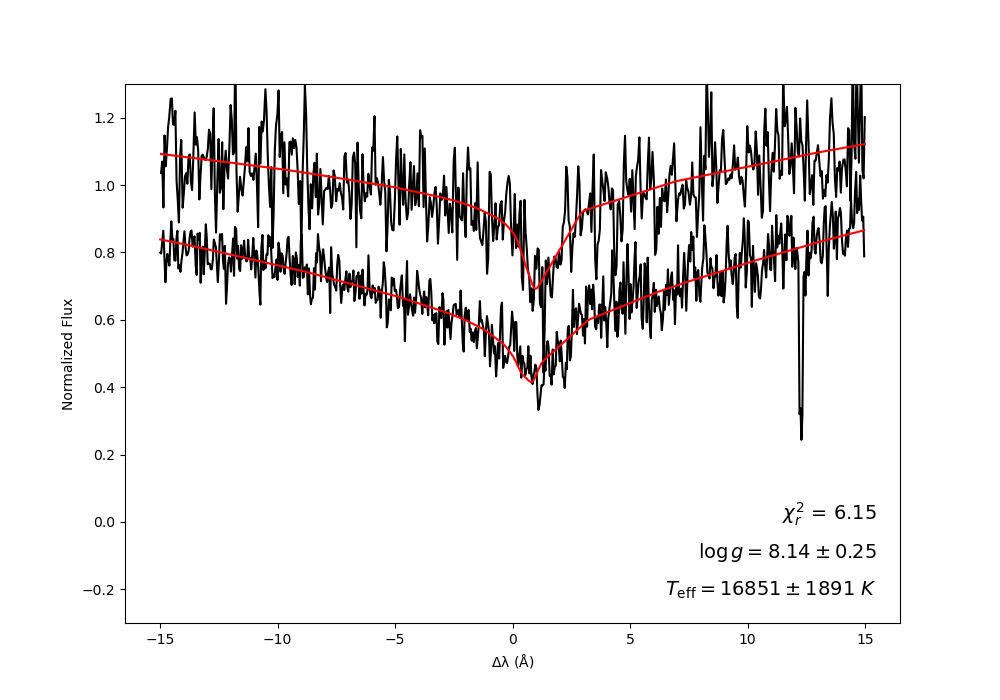 1.2
1.0
0.8
0.6
0.4
0.2
0.0
−0.2
Normalized Flux
χ²ᵣ = 6.15
log g = 8.14 ± 0.25
T_eff = 16851 ± 1891 K
−15 −10 −5 0 5 10 15
Δλ (Å)